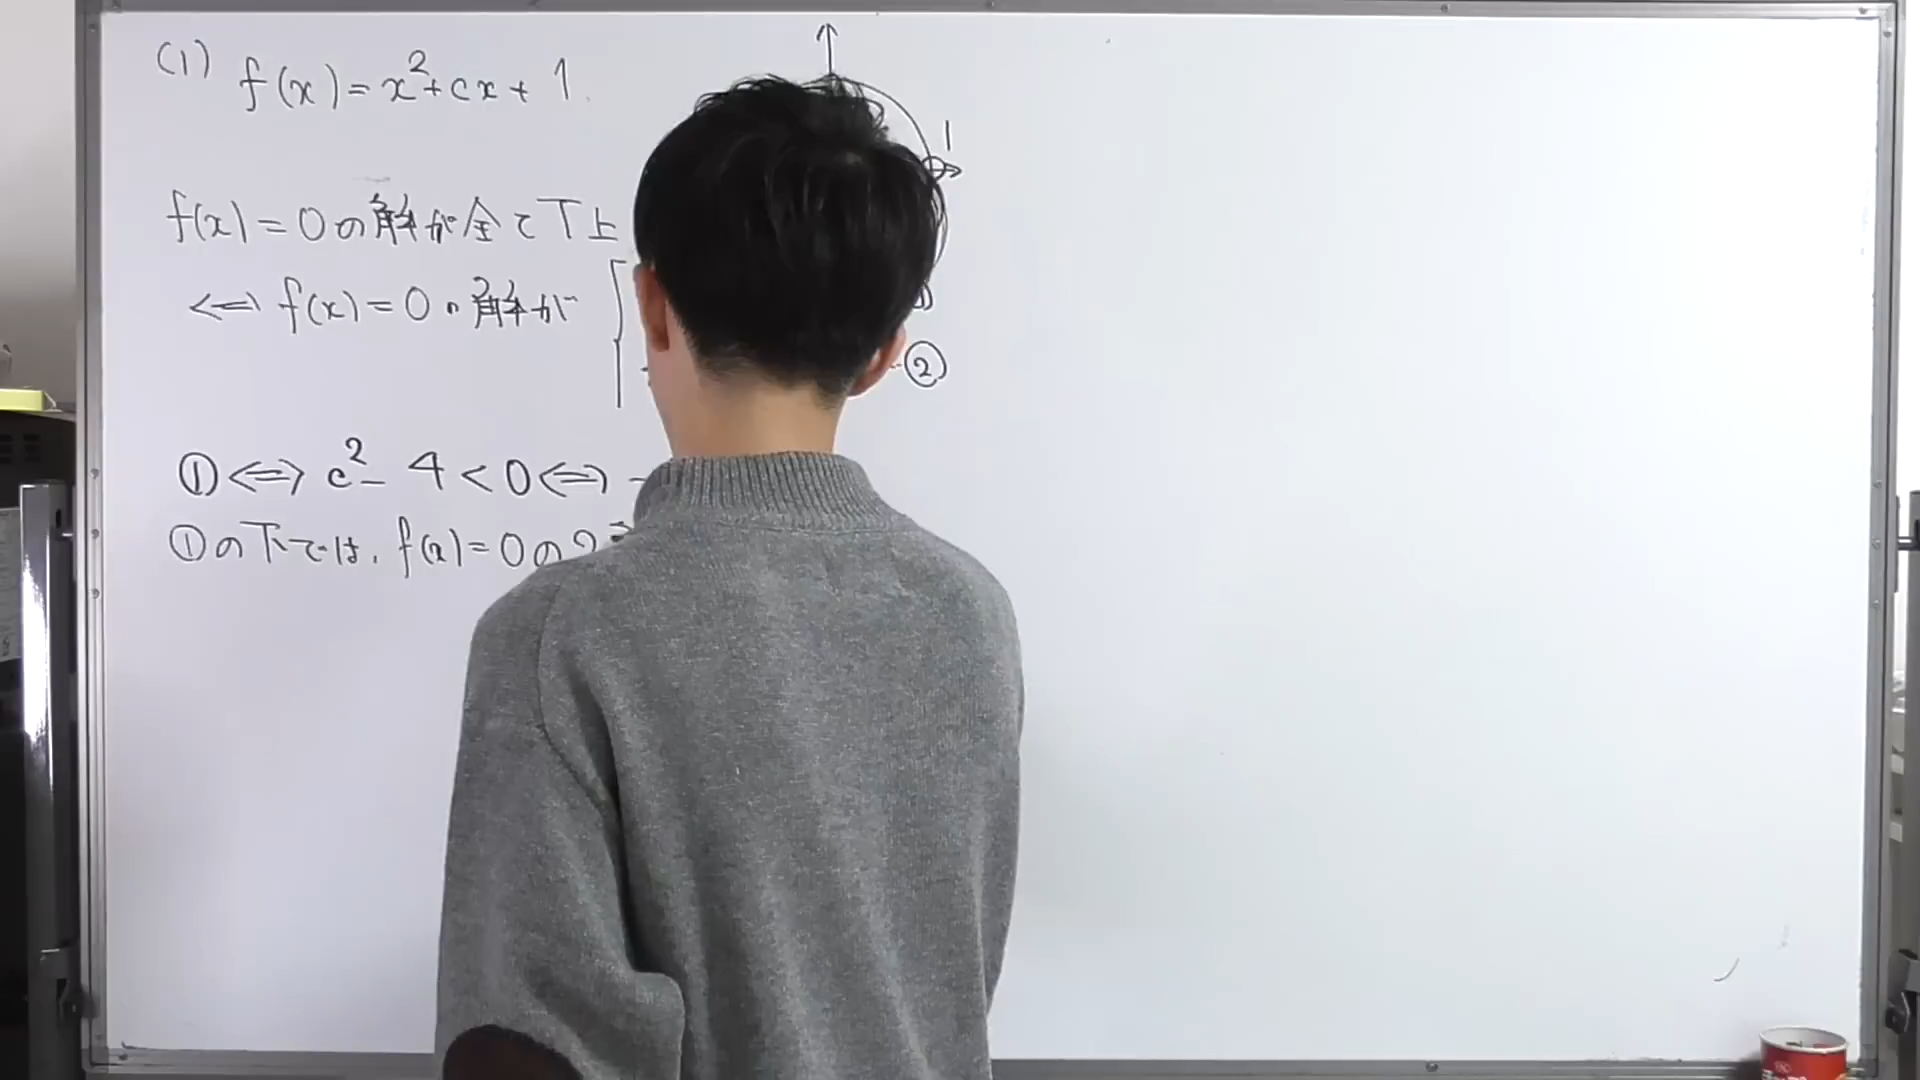 (1) f(x)=x²+cx+1
1
f(x)=0の解が全てT上
⇔ f(x)=0の解が
②
① ⇔ c²-4<0 ⇔ -
①の下では、f(x)=0の2